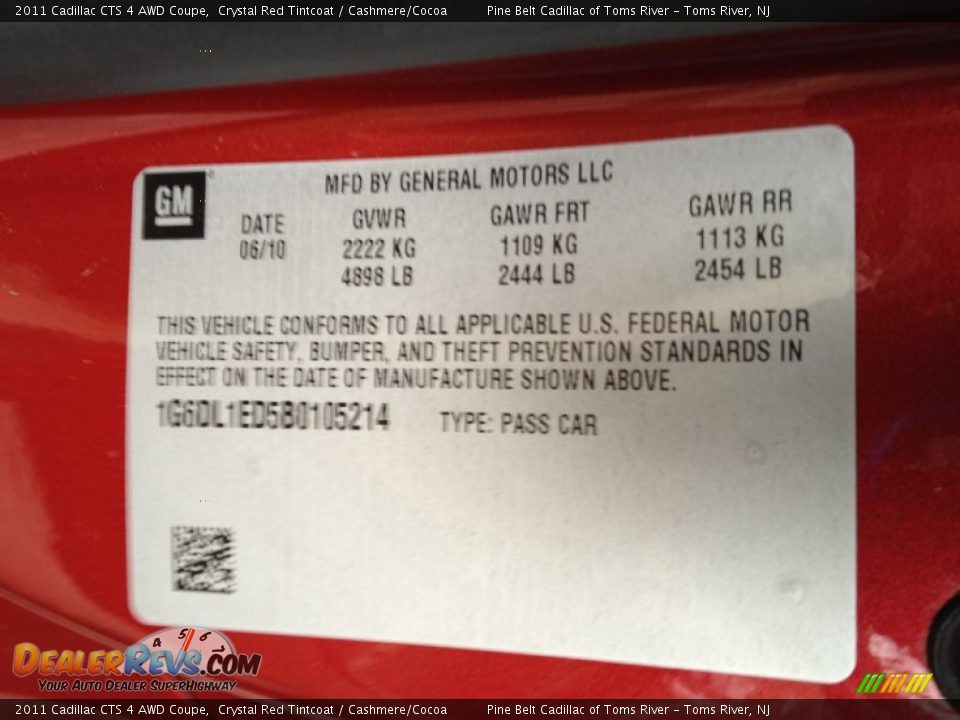 2011 Cadillac CTS 4 AWD Coupe,  Crystal Red Tintcoat / Cashmere/Cocoa  Pine Belt Cadillac of Toms River – Toms River, NJ
GM
MFD BY GENERAL MOTORS LLC
DATE GVWR GAWR FRT GAWR RR
06/10 2222 KG 1109 KG 1113 KG
4898 LB 2444 LB 2454 LB
THIS VEHICLE CONFORMS TO ALL APPLICABLE U.S. FEDERAL MOTOR
VEHICLE SAFETY, BUMPER, AND THEFT PREVENTION STANDARDS IN
EFFECT ON THE DATE OF MANUFACTURE SHOWN ABOVE.
1G6DL1ED5B0105214 TYPE: PASS CAR
4 5 6
DEALERREVS.COM
YOUR AUTO DEALER SUPERHIGHWAY
2011 Cadillac CTS 4 AWD Coupe,  Crystal Red Tintcoat / Cashmere/Cocoa  Pine Belt Cadillac of Toms River – Toms River, NJ